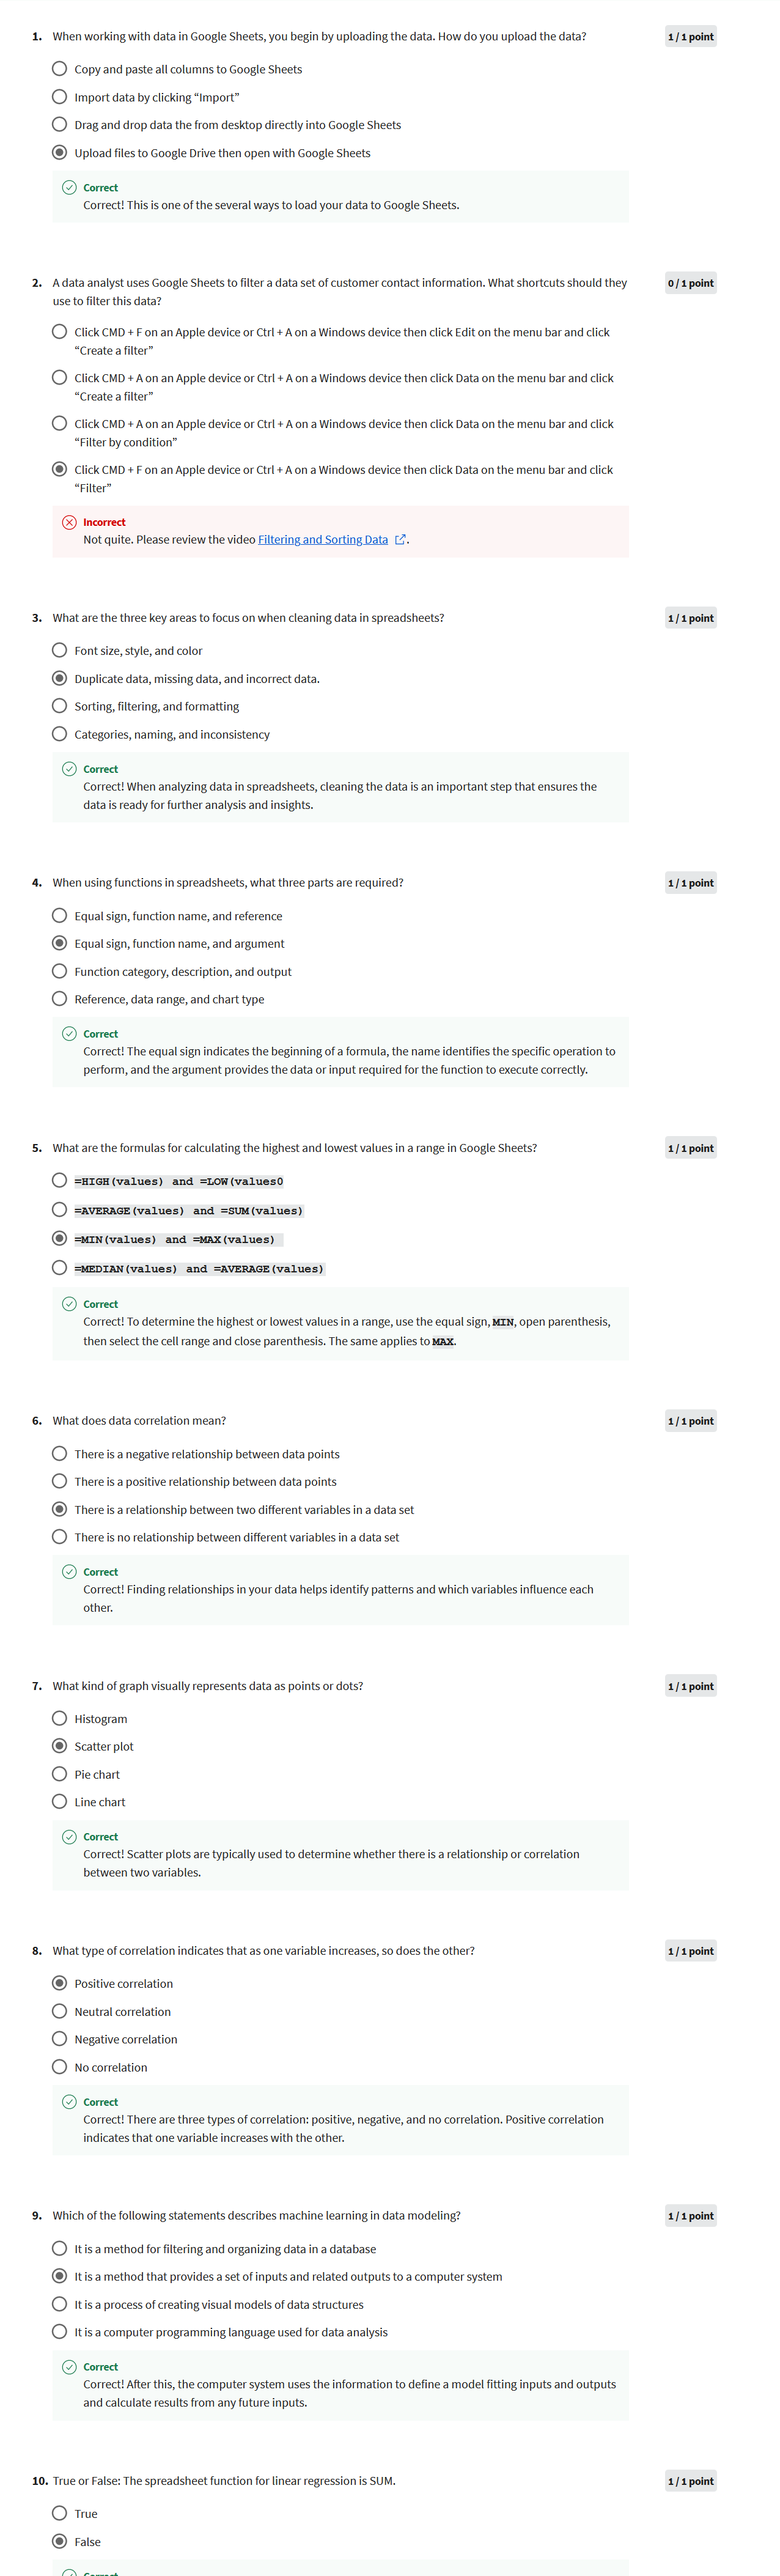 1. When working with data in Google Sheets, you begin by uploading the data. How do you upload the data?
1 / 1 point
Copy and paste all columns to Google Sheets
Import data by clicking “Import”
Drag and drop data the from desktop directly into Google Sheets
Upload files to Google Drive then open with Google Sheets
Correct
Correct! This is one of the several ways to load your data to Google Sheets.
2. A data analyst uses Google Sheets to filter a data set of customer contact information. What shortcuts should they
use to filter this data?
0 / 1 point
Click CMD + F on an Apple device or Ctrl + A on a Windows device then click Edit on the menu bar and click
“Create a filter”
Click CMD + A on an Apple device or Ctrl + A on a Windows device then click Data on the menu bar and click
“Create a filter”
Click CMD + A on an Apple device or Ctrl + A on a Windows device then click Data on the menu bar and click
“Filter by condition”
Click CMD + F on an Apple device or Ctrl + A on a Windows device then click Data on the menu bar and click
“Filter”
Incorrect
Not quite. Please review the video Filtering and Sorting Data.
3. What are the three key areas to focus on when cleaning data in spreadsheets?
1 / 1 point
Font size, style, and color
Duplicate data, missing data, and incorrect data.
Sorting, filtering, and formatting
Categories, naming, and inconsistency
Correct
Correct! When analyzing data in spreadsheets, cleaning the data is an important step that ensures the
data is ready for further analysis and insights.
4. When using functions in spreadsheets, what three parts are required?
1 / 1 point
Equal sign, function name, and reference
Equal sign, function name, and argument
Function category, description, and output
Reference, data range, and chart type
Correct
Correct! The equal sign indicates the beginning of a formula, the name identifies the specific operation to
perform, and the argument provides the data or input required for the function to execute correctly.
5. What are the formulas for calculating the highest and lowest values in a range in Google Sheets?
1 / 1 point
=HIGH(values) and =LOW(values0
=AVERAGE(values) and =SUM(values)
=MIN(values) and =MAX(values)
=MEDIAN(values) and =AVERAGE(values)
Correct
Correct! To determine the highest or lowest values in a range, use the equal sign, MIN, open parenthesis,
then select the cell range and close parenthesis. The same applies to MAX.
6. What does data correlation mean?
1 / 1 point
There is a negative relationship between data points
There is a positive relationship between data points
There is a relationship between two different variables in a data set
There is no relationship between different variables in a data set
Correct
Correct! Finding relationships in your data helps identify patterns and which variables influence each
other.
7. What kind of graph visually represents data as points or dots?
1 / 1 point
Histogram
Scatter plot
Pie chart
Line chart
Correct
Correct! Scatter plots are typically used to determine whether there is a relationship or correlation
between two variables.
8. What type of correlation indicates that as one variable increases, so does the other?
1 / 1 point
Positive correlation
Neutral correlation
Negative correlation
No correlation
Correct
Correct! There are three types of correlation: positive, negative, and no correlation. Positive correlation
indicates that one variable increases with the other.
9. Which of the following statements describes machine learning in data modeling?
1 / 1 point
It is a method for filtering and organizing data in a database
It is a method that provides a set of inputs and related outputs to a computer system
It is a process of creating visual models of data structures
It is a computer programming language used for data analysis
Correct
Correct! After this, the computer system uses the information to define a model fitting inputs and outputs
and calculate results from any future inputs.
10. True or False: The spreadsheet function for linear regression is SUM.
1 / 1 point
True
False